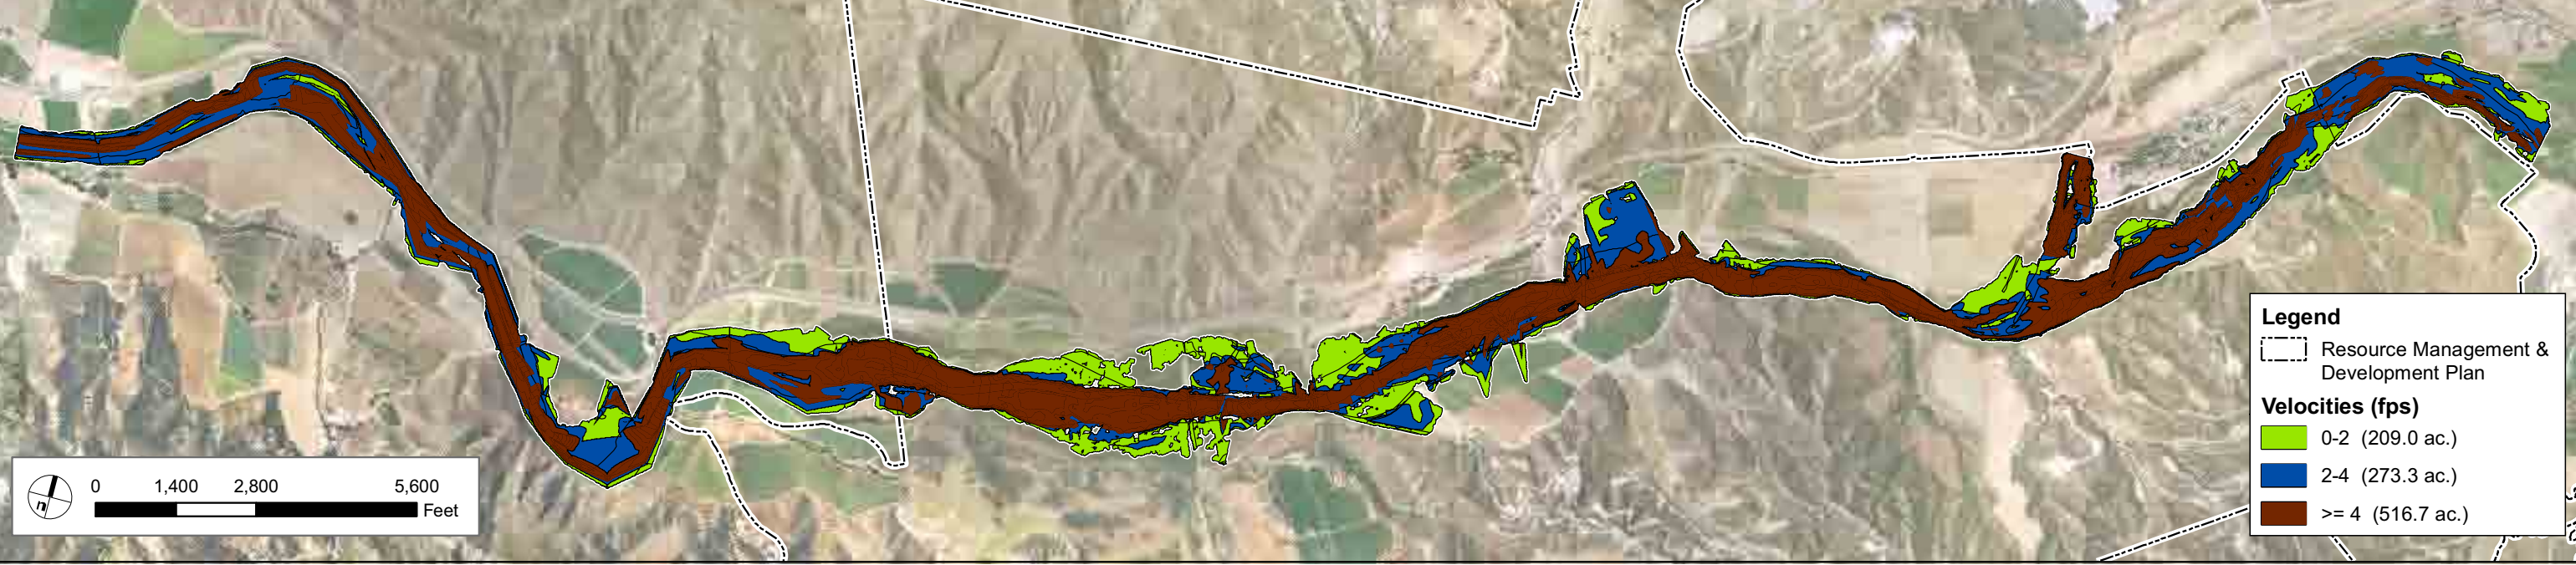 Legend
Resource Management &
Development Plan
Velocities (fps)
0-2 (209.0 ac.)
2-4 (273.3 ac.)
>= 4 (516.7 ac.)
n
0 1,400 2,800 5,600
Feet